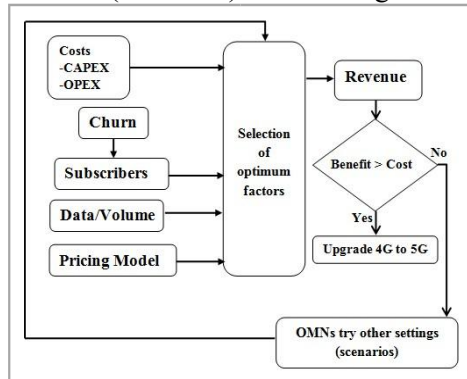 Costs
-CAPEX
-OPEX
Churn
Subscribers
Data/Volume
Pricing Model
Selection
of
optimum
factors
Revenue
Benefit > Cost
No
Yes
Upgrade 4G to 5G
OMNs try other settings
(scenarios)